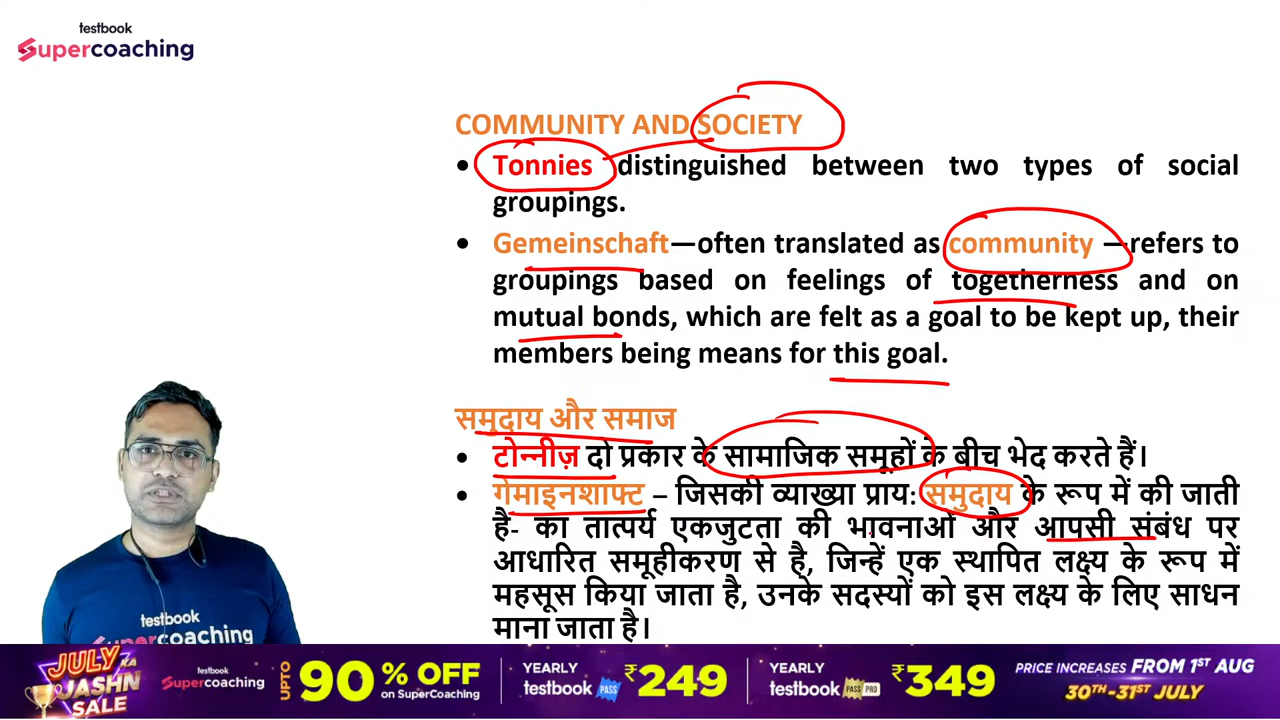 testbook
Supercoaching
COMMUNITY AND SOCIETY
• Tonnies distinguished between two types of social
groupings.
• Gemeinschaft—often translated as community —refers to
groupings based on feelings of togetherness and on
mutual bonds, which are felt as a goal to be kept up, their
members being means for this goal.
समुदाय और समाज
• टोन्नीज़ दो प्रकार के सामाजिक समूहों के बीच भेद करते हैं।
• गेमाइनशाफ्ट – जिसकी व्याख्या प्राय: समुदाय के रूप में की जाती
है- का तात्पर्य एकजुटता की भावनाओं और आपसी संबंध पर
आधारित समूहीकरण से है, जिन्हें एक स्थापित लक्ष्य के रूप में
महसूस किया जाता है, उनके सदस्यों को इस लक्ष्य के लिए साधन
माना जाता है।
testbook
Supercoaching
JULY KA
JASHN
SALE
testbook
Supercoaching
UPTO 90% OFF
on SuperCoaching
YEARLY
testbook PASS
₹249
YEARLY
testbook PASS PRO
₹349
PRICE INCREASES FROM 1ST AUG
30TH-31ST JULY